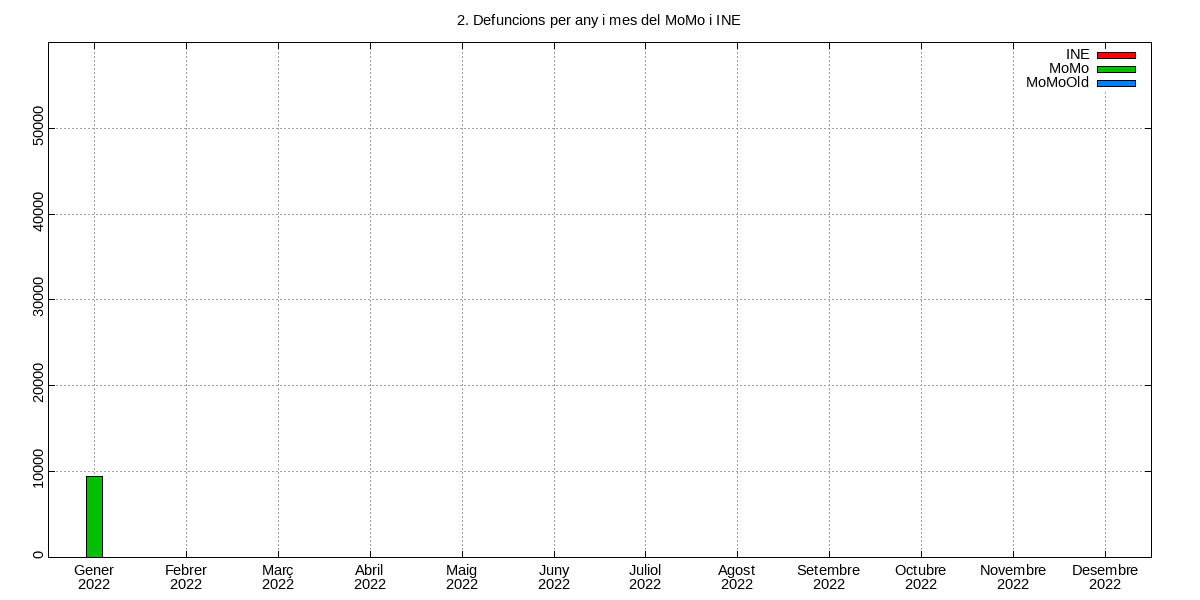 2. Defuncions per any i mes del MoMo i INE
INE
MoMo
MoMoOld
50000
40000
30000
20000
10000
0
Gener Febrer Març Abril Maig Juny Juliol Agost Setembre Octubre Novembre Desembre
2022 2022 2022 2022 2022 2022 2022 2022 2022 2022 2022 2022